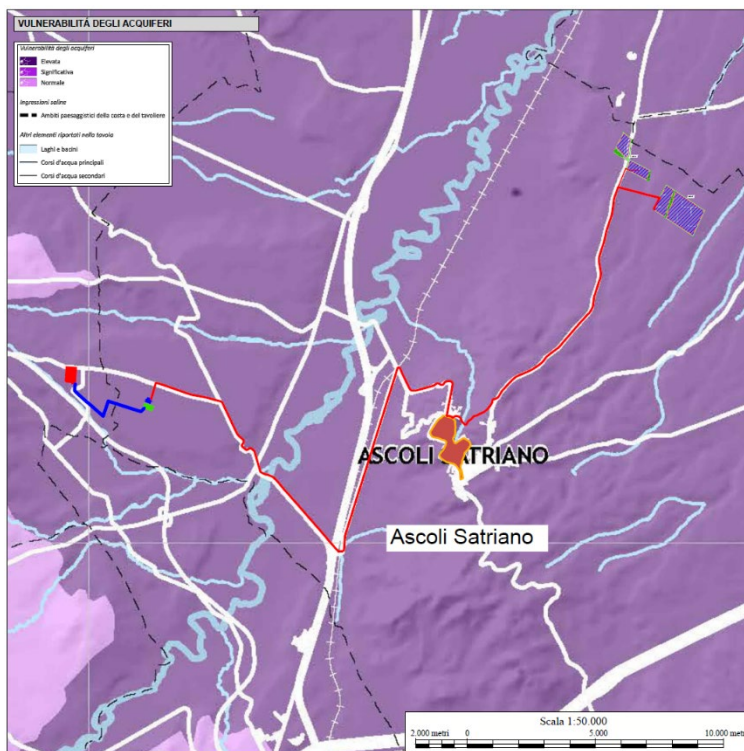 VULNERABILITÀ DEGLI ACQUIFERI
Vulnerabilità degli acquiferi
Elevata
Significativa
Normale
Ingressioni saline
Ambiti paesaggistici della costa e del tavoliere
Altri elementi riportati nella tavola
Laghi e bacini
Corsi d'acqua principali
Corsi d'acqua secondari
ASCOLI SATRIANO
Ascoli Satriano
Scala 1:50.000
2.000 metri 0 5.000 10.000 metri